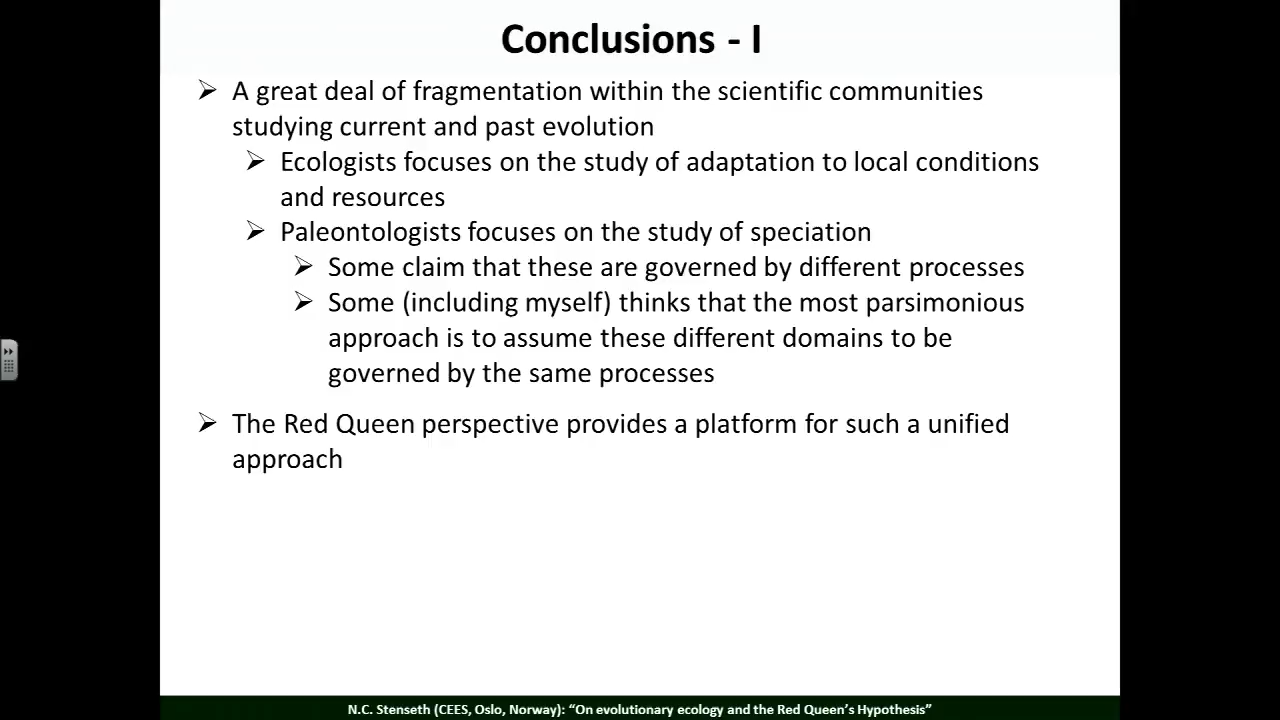 Conclusions - I
➢ A great deal of fragmentation within the scientific communities
studying current and past evolution
➢ Ecologists focuses on the study of adaptation to local conditions
and resources
➢ Paleontologists focuses on the study of speciation
➢ Some claim that these are governed by different processes
➢ Some (including myself) thinks that the most parsimonious
approach is to assume these different domains to be
governed by the same processes
➢ The Red Queen perspective provides a platform for such a unified
approach
N.C. Stenseth (CEES, Oslo, Norway): “On evolutionary ecology and the Red Queen’s Hypothesis”